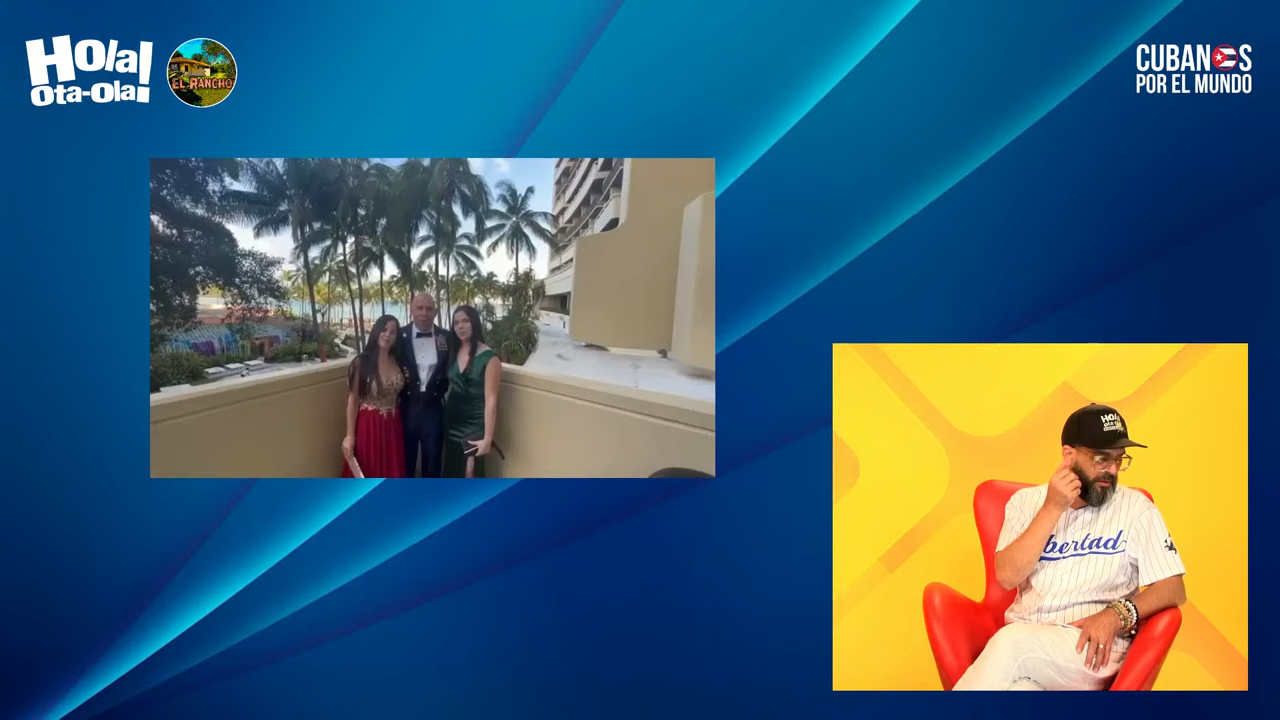 Hola!
Ota-Ola!
EL RANCHO
CUBANOS
POR EL MUNDO
Hola
Ota-Ola
Libertad